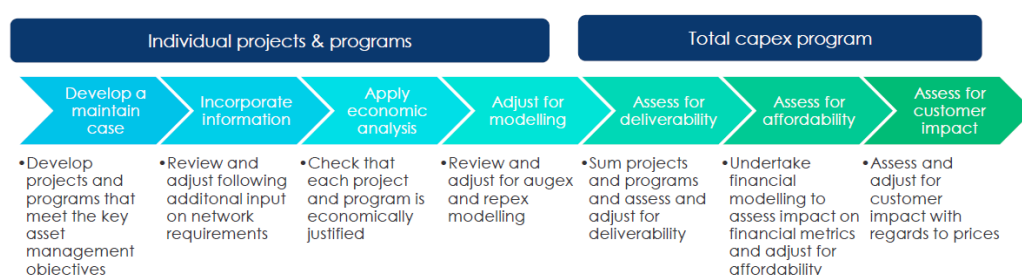 Individual projects & programs
Total capex program
Develop a
maintain
case
Incorporate
information
Apply
economic
analysis
Adjust for
modelling
Assess for
deliverability
Assess for
affordability
Assess for
customer
impact
•Develop
projects and
programs that
meet the key
asset
management
objectives
•Review and
adjust following
additonal input
on network
requirements
•Check that
each project
and program is
economically
justified
•Review and
adjust for augex
and repex
modelling
•Sum projects
and programs
and assess and
adjust for
deliverability
•Undertake
financial
modelling to
assess impact on
financial metrics
and adjust for
affordability
•Assess and
adjust for
customer
impact with
regards to prices